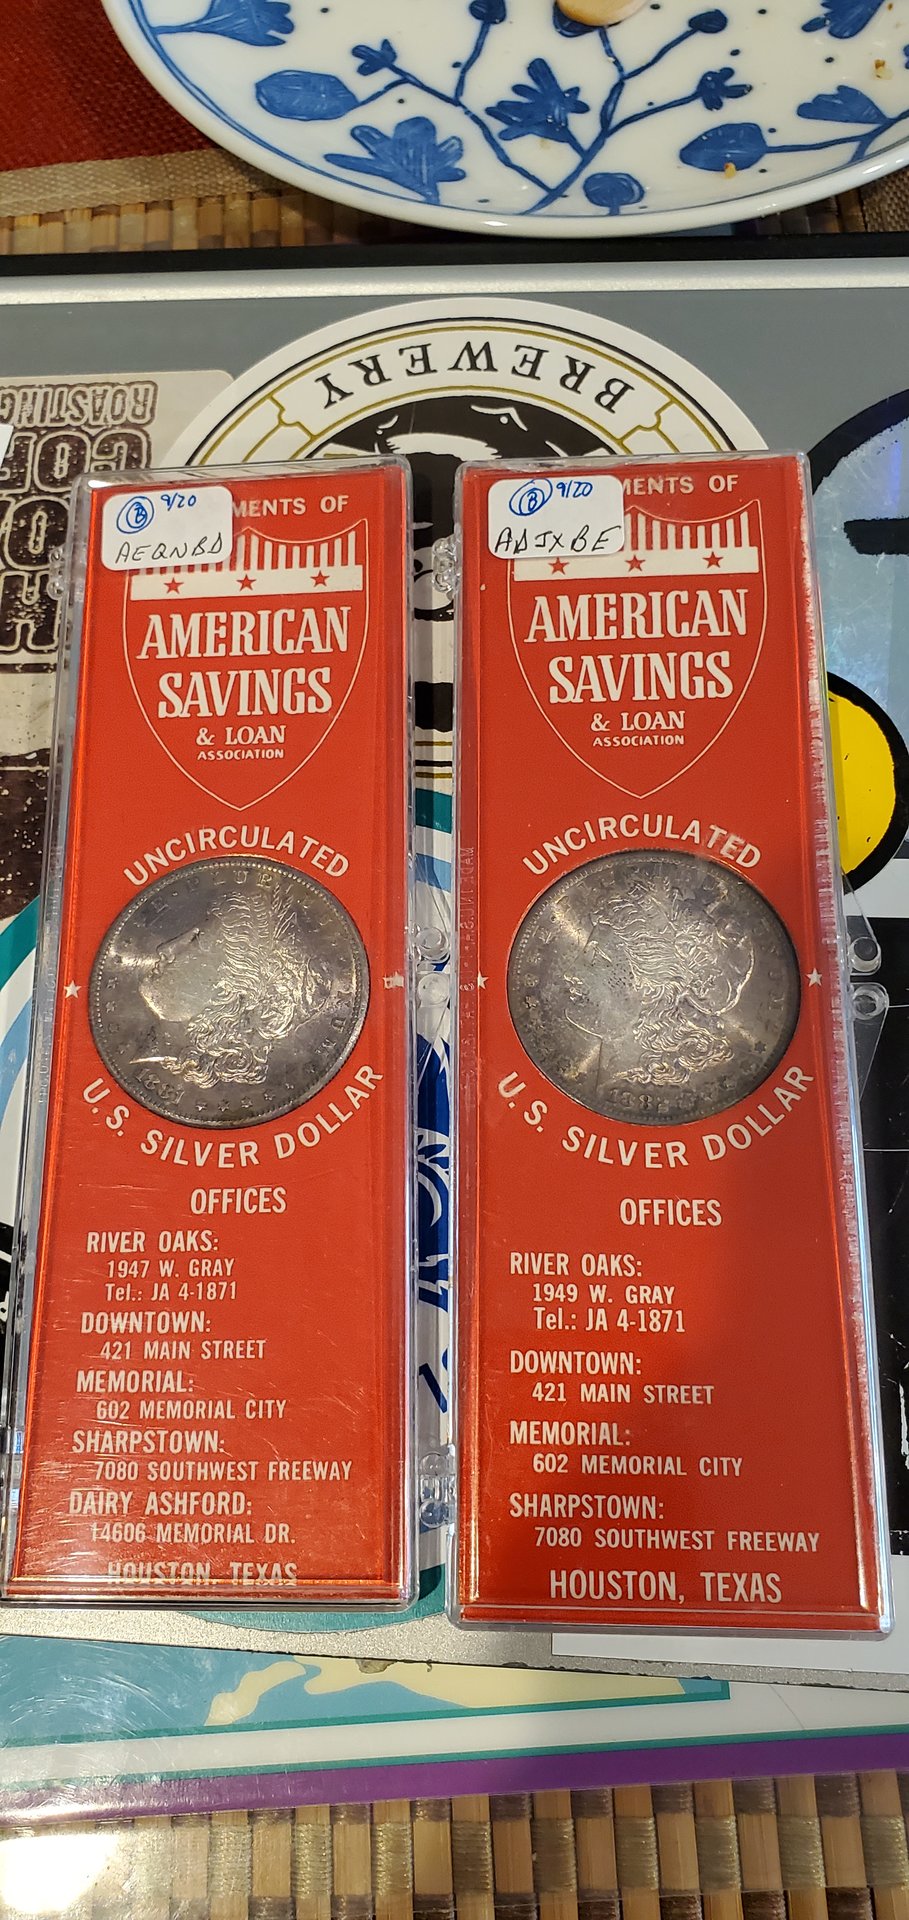 BREWERY
ROASTING
B 9/20
AEQNBD
MENTS OF
AMERICAN
SAVINGS
& LOAN
ASSOCIATION
UNCIRCULATED
1881
U.S. SILVER DOLLAR
OFFICES
RIVER OAKS:
1947 W. GRAY
Tel.: JA 4-1871
DOWNTOWN:
421 MAIN STREET
MEMORIAL:
602 MEMORIAL CITY
SHARPSTOWN:
7080 SOUTHWEST FREEWAY
DAIRY ASHFORD:
14606 MEMORIAL DR.
HOUSTON, TEXAS
B 9/20
ADJXBE
MENTS OF
AMERICAN
SAVINGS
& LOAN
ASSOCIATION
UNCIRCULATED
U.S. SILVER DOLLAR
OFFICES
RIVER OAKS:
1949 W. GRAY
Tel.: JA 4-1871
DOWNTOWN:
421 MAIN STREET
MEMORIAL:
602 MEMORIAL CITY
SHARPSTOWN:
7080 SOUTHWEST FREEWAY
HOUSTON, TEXAS